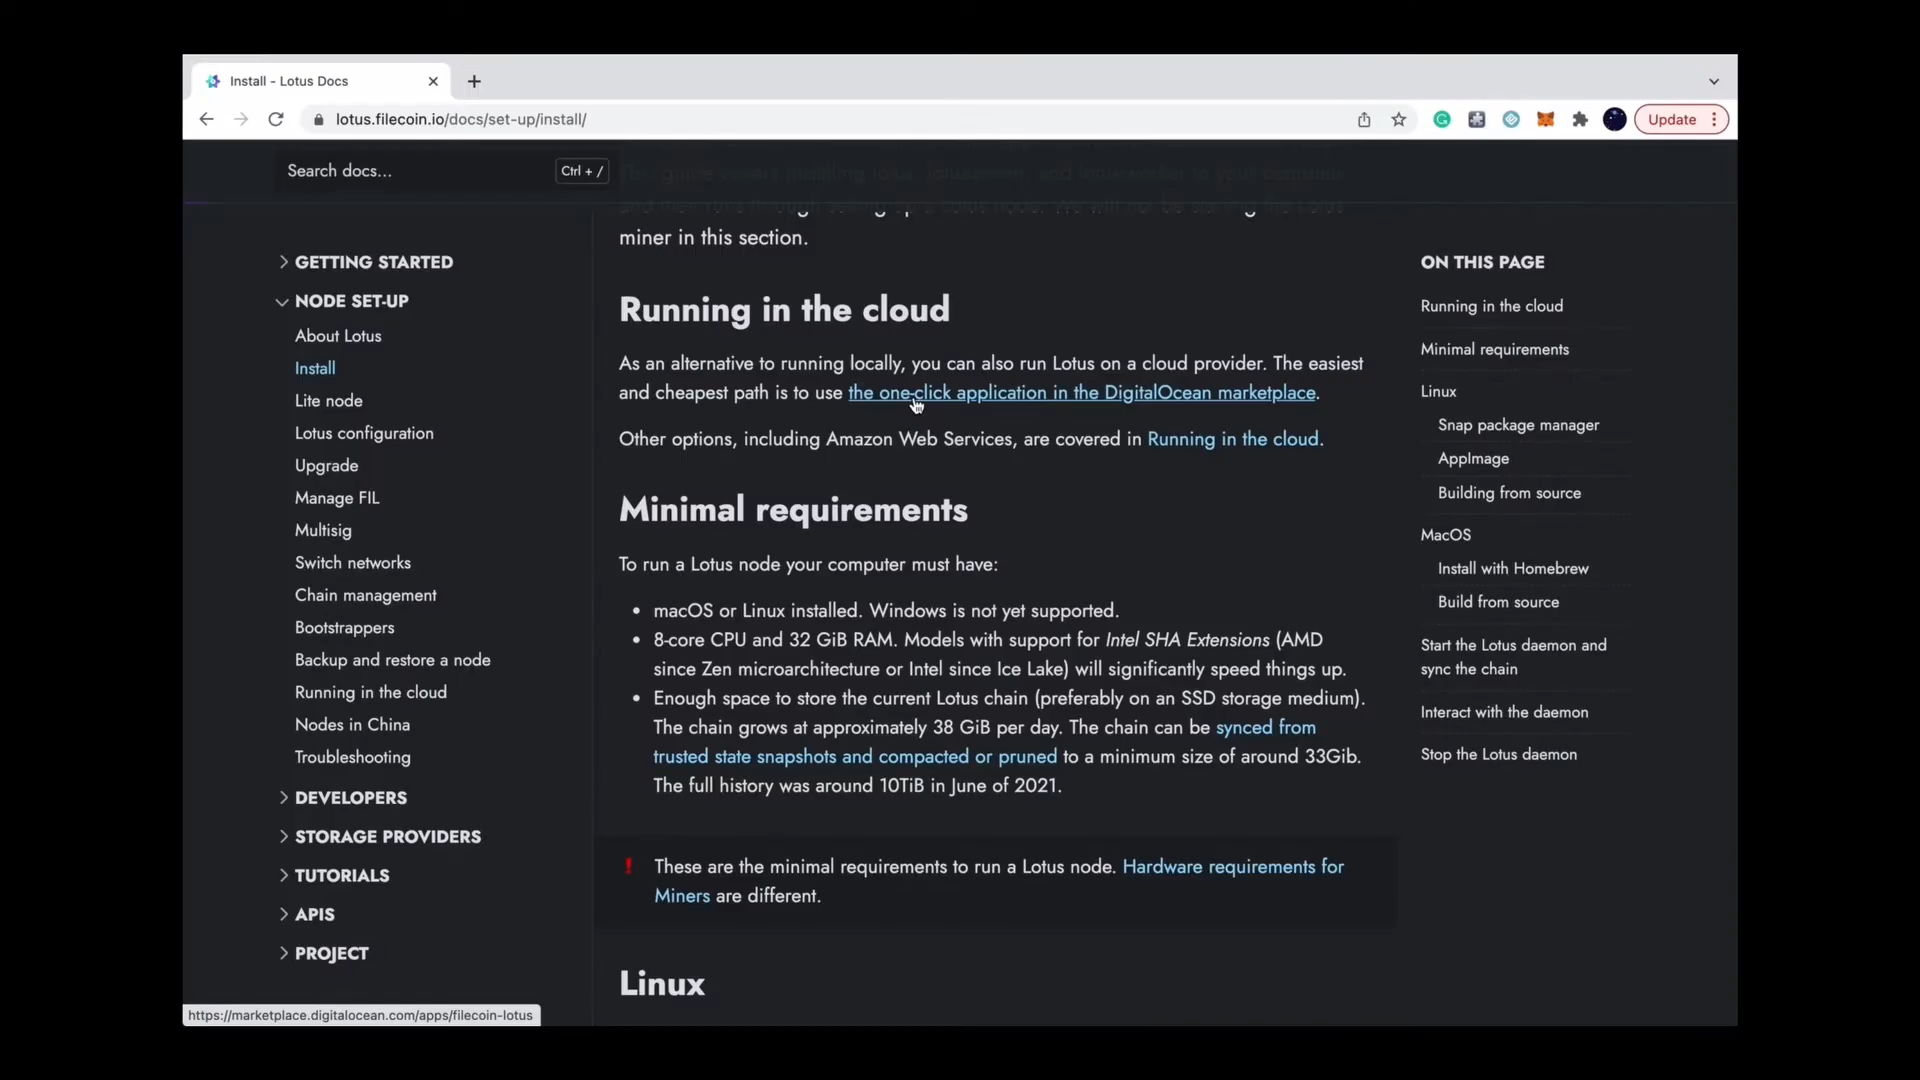 Install - Lotus Docs
lotus.filecoin.io/docs/set-up/install/
Update
Search docs...
Ctrl + /
GETTING STARTED
NODE SET-UP
About Lotus
Install
Lite node
Lotus configuration
Upgrade
Manage FIL
Multisig
Switch networks
Chain management
Bootstrappers
Backup and restore a node
Running in the cloud
Nodes in China
Troubleshooting
DEVELOPERS
STORAGE PROVIDERS
TUTORIALS
APIS
PROJECT
miner in this section.
Running in the cloud
As an alternative to running locally, you can also run Lotus on a cloud provider. The easiest
and cheapest path is to use the one-click application in the DigitalOcean marketplace.
Other options, including Amazon Web Services, are covered in Running in the cloud.
Minimal requirements
To run a Lotus node your computer must have:
• macOS or Linux installed. Windows is not yet supported.
• 8-core CPU and 32 GiB RAM. Models with support for Intel SHA Extensions (AMD
since Zen microarchitecture or Intel since Ice Lake) will significantly speed things up.
• Enough space to store the current Lotus chain (preferably on an SSD storage medium).
The chain grows at approximately 38 GiB per day. The chain can be synced from
trusted state snapshots and compacted or pruned to a minimum size of around 33Gib.
The full history was around 10TiB in June of 2021.
! These are the minimal requirements to run a Lotus node. Hardware requirements for
Miners are different.
Linux
ON THIS PAGE
Running in the cloud
Minimal requirements
Linux
Snap package manager
AppImage
Building from source
MacOS
Install with Homebrew
Build from source
Start the Lotus daemon and
sync the chain
Interact with the daemon
Stop the Lotus daemon
https://marketplace.digitalocean.com/apps/filecoin-lotus